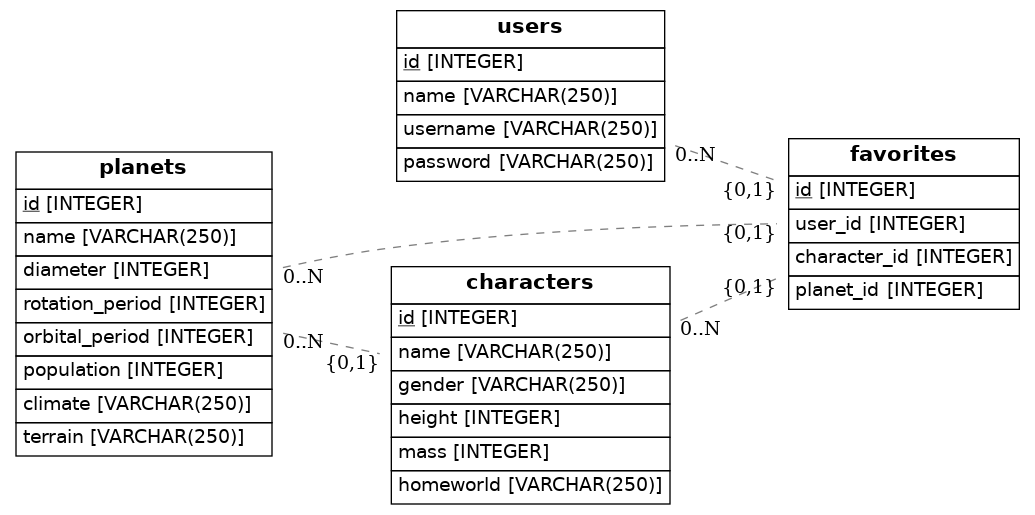 users
id [INTEGER]
name [VARCHAR(250)]
username [VARCHAR(250)]
password [VARCHAR(250)]
planets
id [INTEGER]
name [VARCHAR(250)]
diameter [INTEGER]
rotation_period [INTEGER]
orbital_period [INTEGER]
population [INTEGER]
climate [VARCHAR(250)]
terrain [VARCHAR(250)]
characters
id [INTEGER]
name [VARCHAR(250)]
gender [VARCHAR(250)]
height [INTEGER]
mass [INTEGER]
homeworld [VARCHAR(250)]
favorites
id [INTEGER]
user_id [INTEGER]
character_id [INTEGER]
planet_id [INTEGER]
0..N
{0,1}
0..N
{0,1}
0..N
{0,1}
0..N
{0,1}